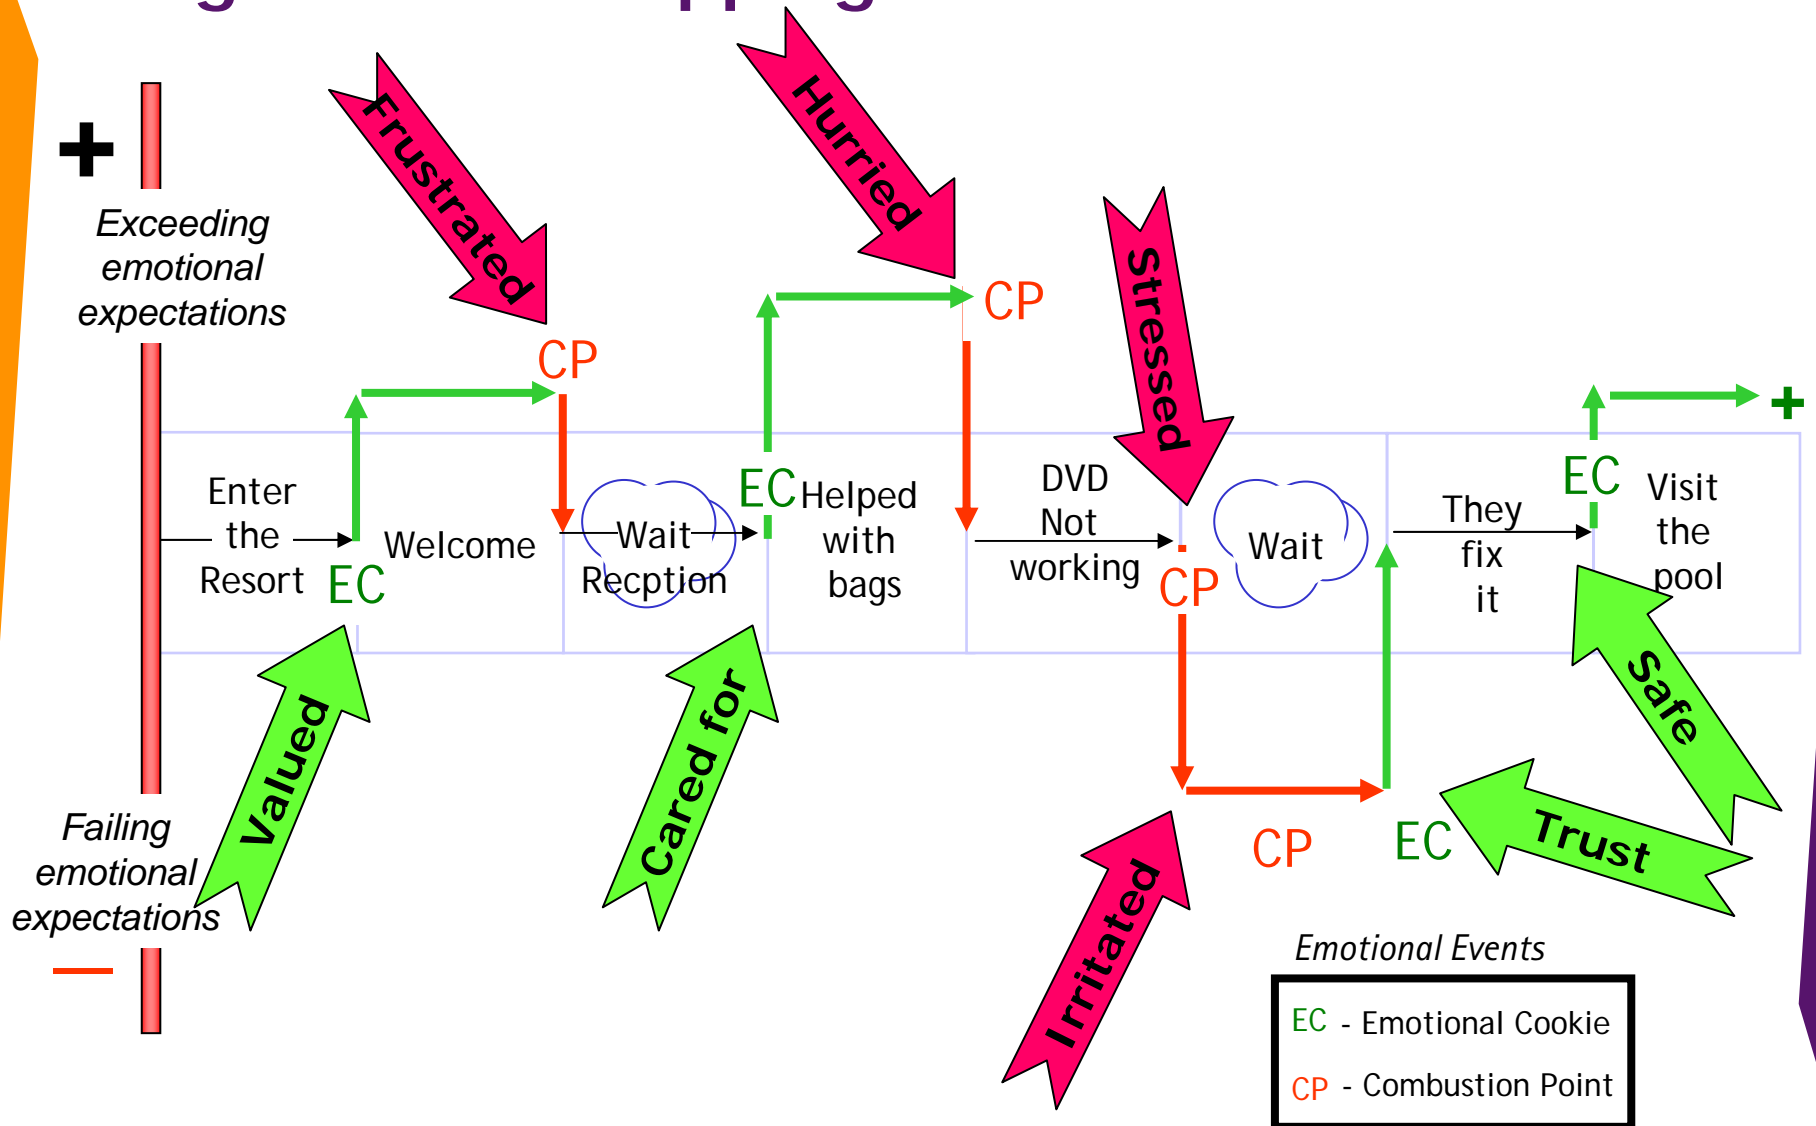 Frustrated
Hurried
Stressed
+
Exceeding
emotional
expectations
CP
CP
+
Enter
the
Resort
EC
Welcome
Wait
Recption
EC
Helped
with
bags
DVD
Not
working
CP
Wait
They
fix
it
EC
Visit
the
pool
Valued
Cared for
Safe
Trust
Irritated
CP
EC
Failing
emotional
expectations
Emotional Events
EC - Emotional Cookie
CP - Combustion Point